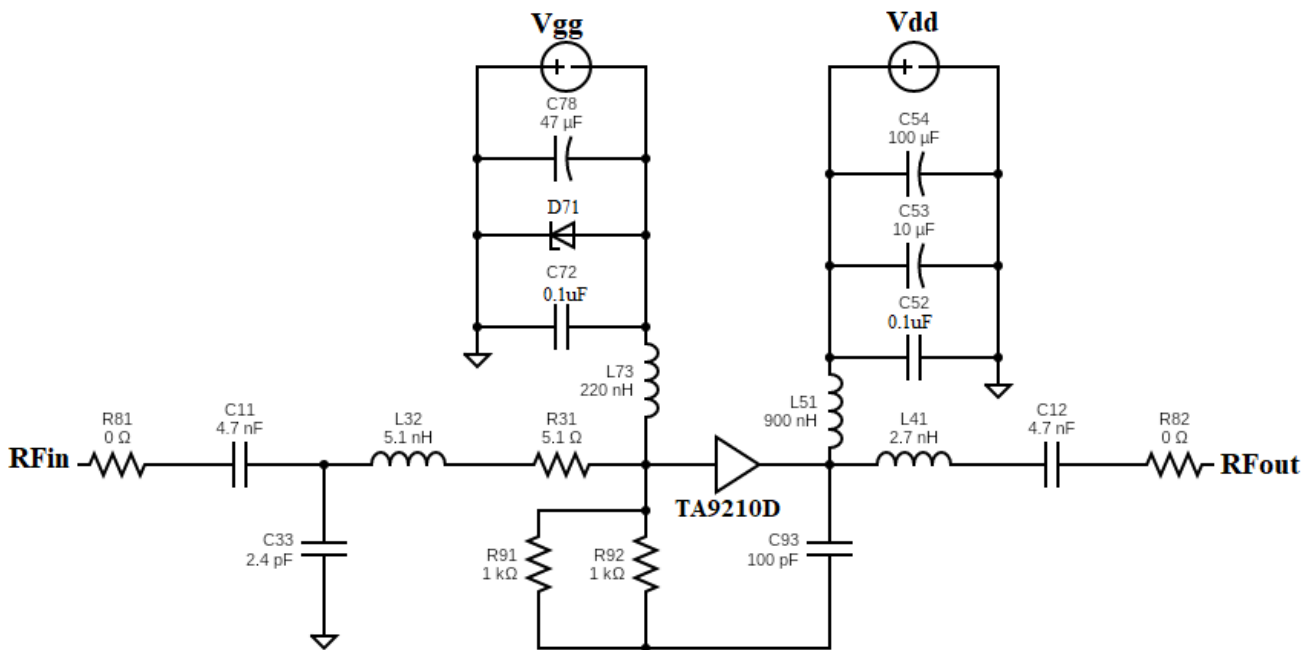 Vgg
Vdd
C78
47 µF
C54
100 µF
D71
C53
10 µF
C72
0.1uF
C52
0.1uF
L73
220 nH
L51
900 nH
R81
0 Ω
C11
4.7 nF
L32
5.1 nH
R31
5.1 Ω
L41
2.7 nH
C12
4.7 nF
R82
0 Ω
RFin
RFout
TA9210D
C33
2.4 pF
R91
1 kΩ
R92
1 kΩ
C93
100 pF